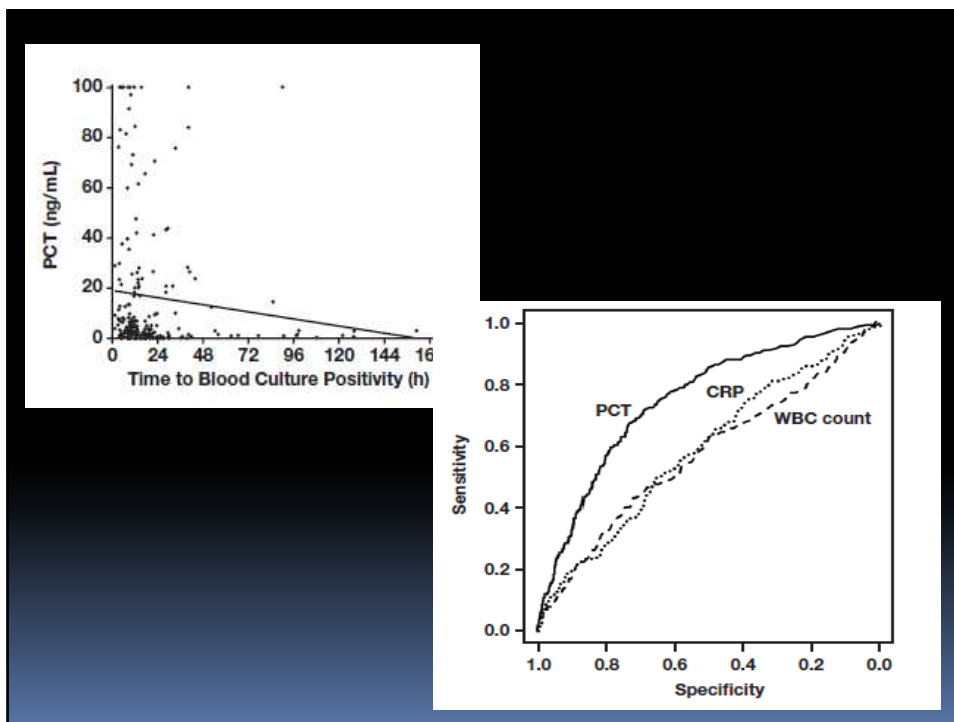 100
80
60
40
20
0
PCT (ng/mL)
0 24 48 72 96 120 144 16
Time to Blood Culture Positivity (h)
1.0
0.8
0.6
0.4
0.2
0.0
Sensitivity
PCT
CRP
WBC count
1.0 0.8 0.6 0.4 0.2 0.0
Specificity